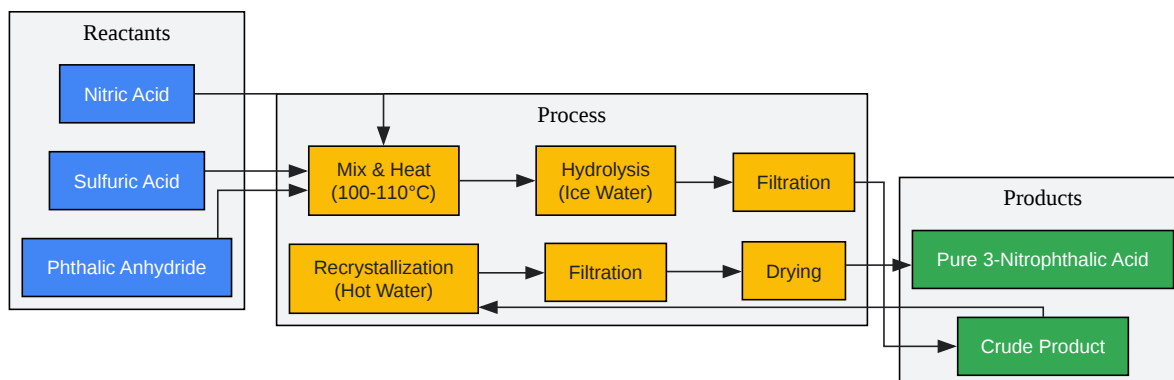 Reactants
Nitric Acid
Sulfuric Acid
Phthalic Anhydride
Process
Mix & Heat
(100-110°C)
Hydrolysis
(Ice Water)
Filtration
Recrystallization
(Hot Water)
Filtration
Drying
Products
Pure 3-Nitrophthalic Acid
Crude Product